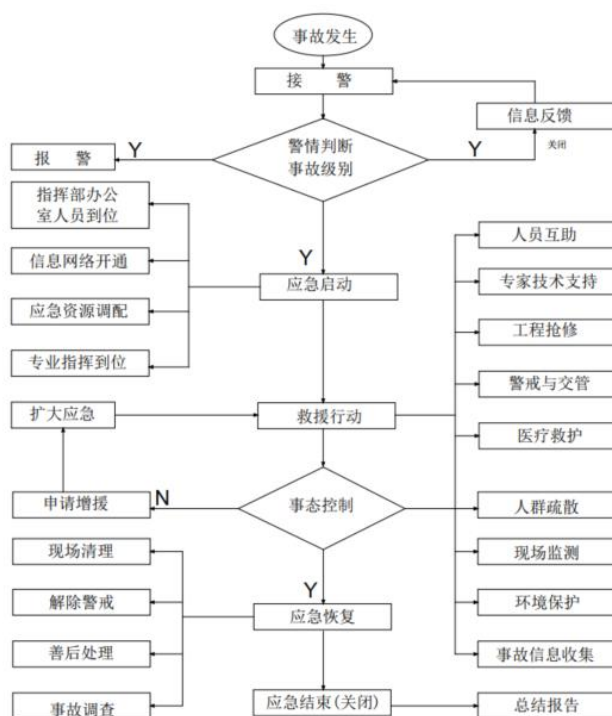 事故发生
接 警
信息反馈
警情判断
事故级别
Y
Y
关闭
报 警
指挥部办公
室人员到位
Y
信息网络开通
应急启动
应急资源调配
专业指挥到位
人员互助
专家技术支持
工程抢修
警戒与交管
医疗救护
扩大应急
救援行动
申请增援
N
事态控制
人群疏散
现场清理
现场监测
Y
解除警戒
应急恢复
环境保护
善后处理
事故信息收集
事故调查
应急结束(关闭)
总结报告